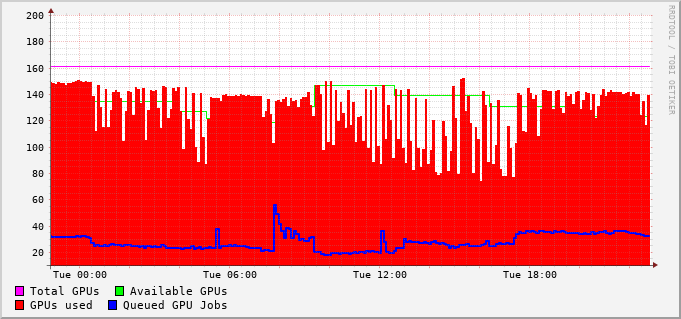 200
180
160
140
120
100
80
60
40
20
Tue 00:00 Tue 06:00 Tue 12:00 Tue 18:00
Total GPUs Available GPUs
GPUs used Queued GPU Jobs
RRDTOOL / TOBI OETIKER